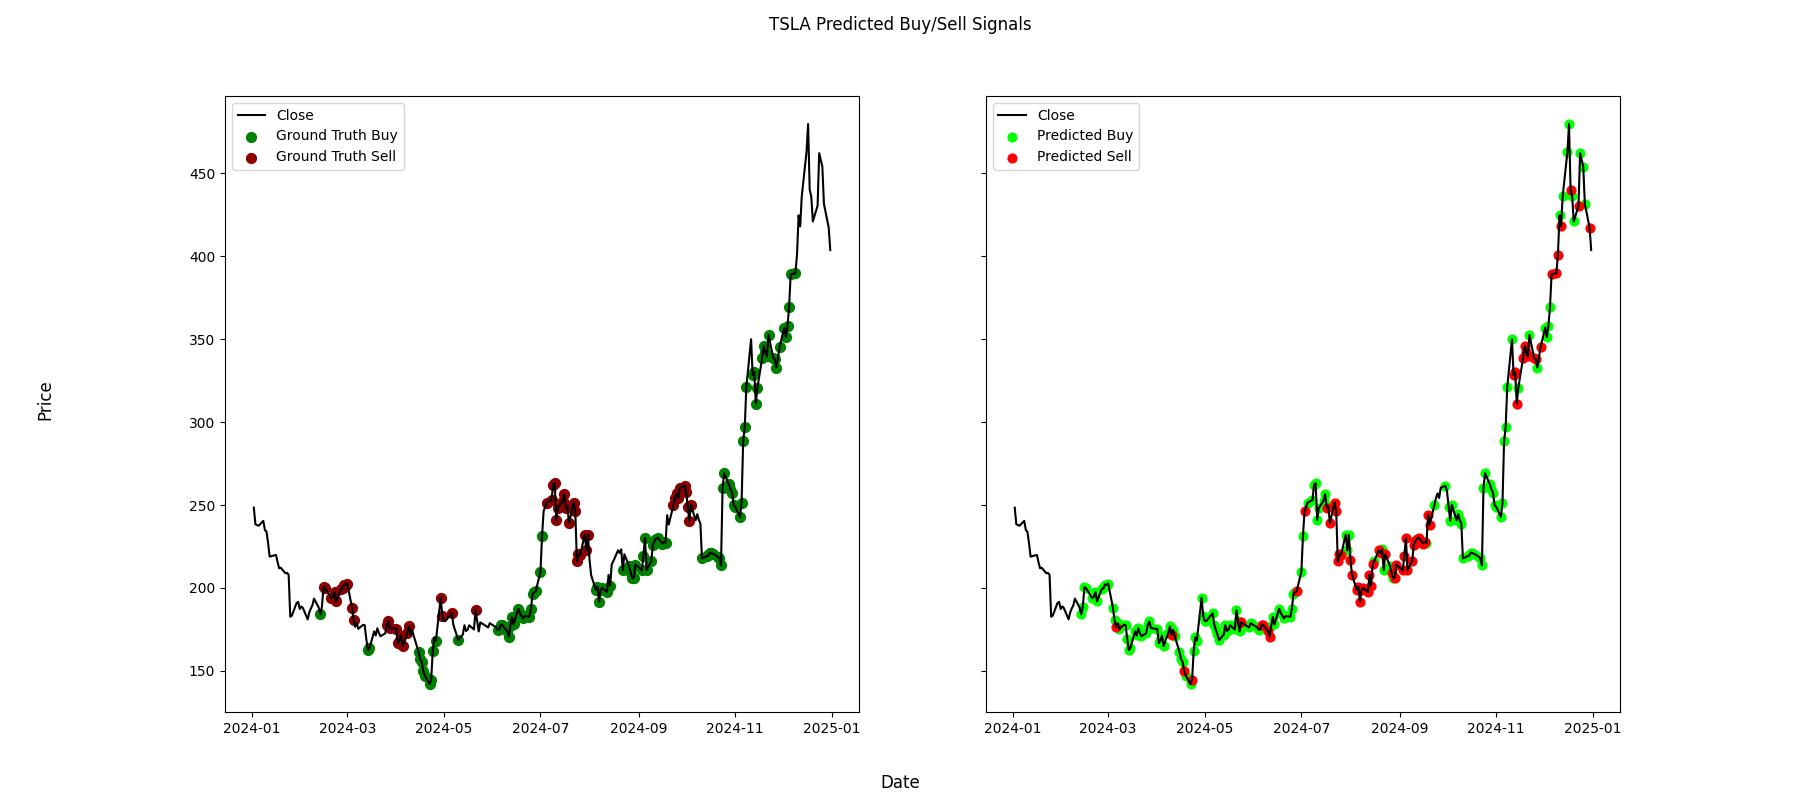 TSLA Predicted Buy/Sell Signals
Close
Ground Truth Buy
Ground Truth Sell
Close
Predicted Buy
Predicted Sell
450
400
350
300
250
200
150
Price
2024-01 2024-03 2024-05 2024-07 2024-09 2024-11 2025-01
2024-01 2024-03 2024-05 2024-07 2024-09 2024-11 2025-01
Date